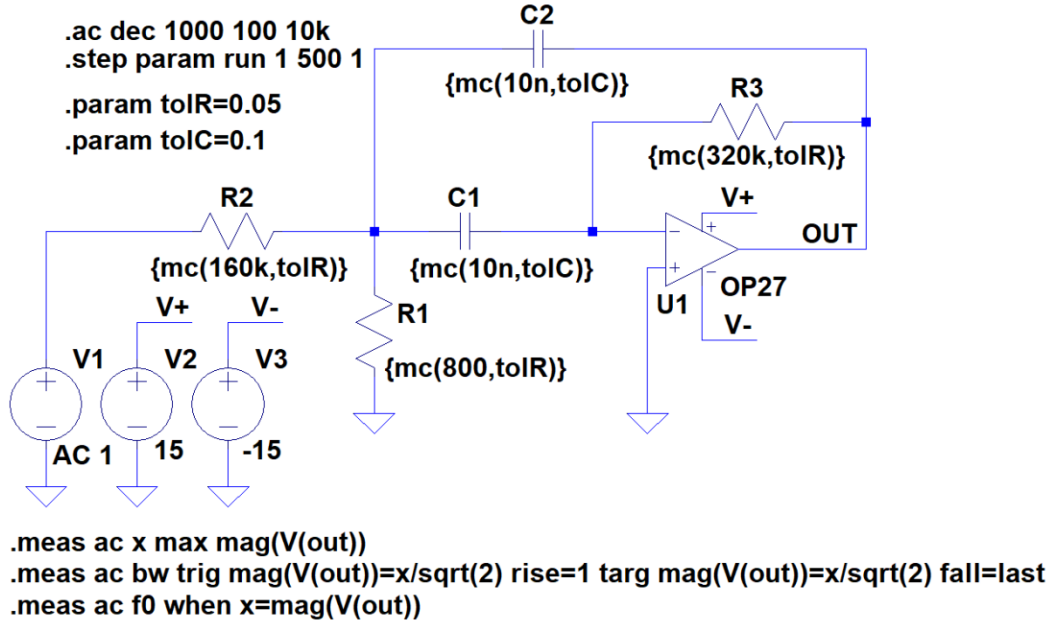 .ac dec 1000 100 10k
.step param run 1 500 1
.param tolR=0.05
.param tolC=0.1
C2
{mc(10n,tolC)}
R3
{mc(320k,tolR)}
R2
{mc(160k,tolR)}
C1
{mc(10n,tolC)}
V+
OUT
U1
OP27
V-
R1
{mc(800,tolR)}
V+
V-
V1
V2
V3
AC 1
15
-15
.meas ac x max mag(V(out))
.meas ac bw trig mag(V(out))=x/sqrt(2) rise=1 targ mag(V(out))=x/sqrt(2) fall=last
.meas ac f0 when x=mag(V(out))